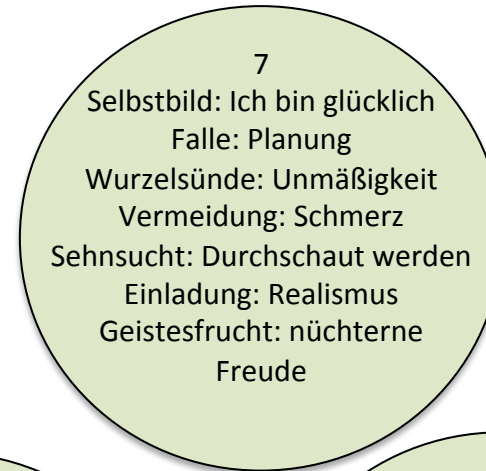 7
Selbstbild: Ich bin glücklich
Falle: Planung
Wurzelsünde: Unmäßigkeit
Vermeidung: Schmerz
Sehnsucht: Durchschaut werden
Einladung: Realismus
Geistesfrucht: nüchterne
Freude